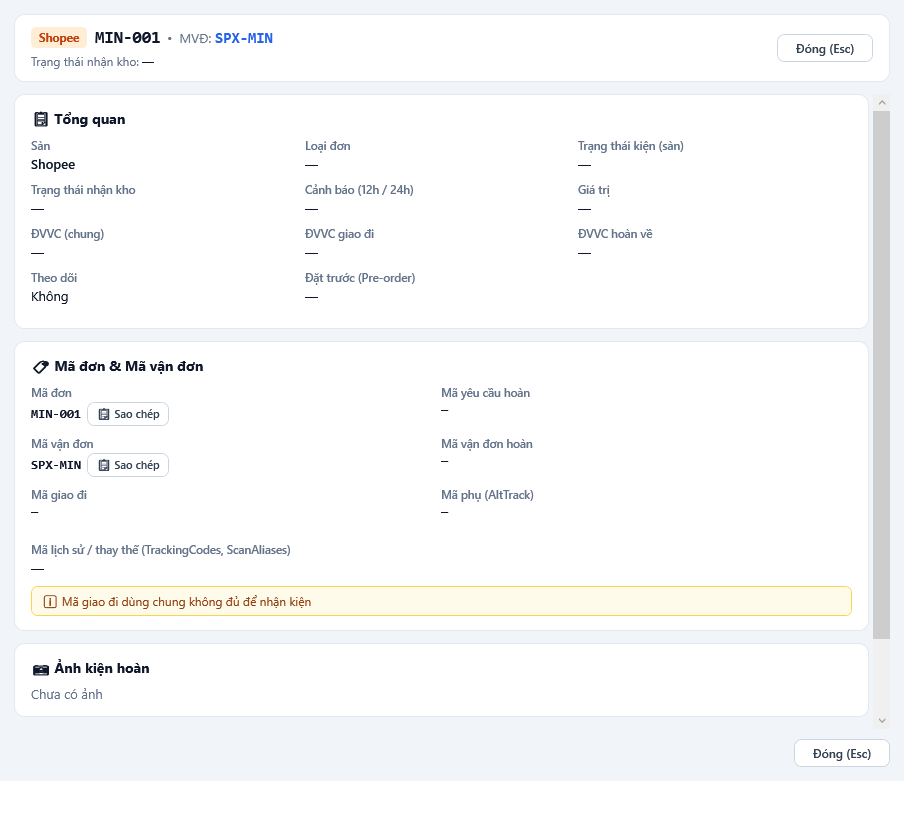 Shopee MIN-001 • MVĐ: SPX-MIN
Trạng thái nhận kho: —
Đóng (Esc)
Tổng quan
Sàn Loại đơn Trạng thái kiện (sàn)
Shopee — —
Trạng thái nhận kho Cảnh báo (12h / 24h) Giá trị
— — —
ĐVVC (chung) ĐVVC giao đi ĐVVC hoàn về
— — —
Theo dõi Đặt trước (Pre-order)
Không —
Mã đơn & Mã vận đơn
Mã đơn Mã yêu cầu hoàn
MIN-001 Sao chép –
Mã vận đơn Mã vận đơn hoàn
SPX-MIN Sao chép –
Mã giao đi Mã phụ (AltTrack)
– –
Mã lịch sử / thay thế (TrackingCodes, ScanAliases)
—
Mã giao đi dùng chung không đủ để nhận kiện
Ảnh kiện hoàn
Chưa có ảnh
Đóng (Esc)